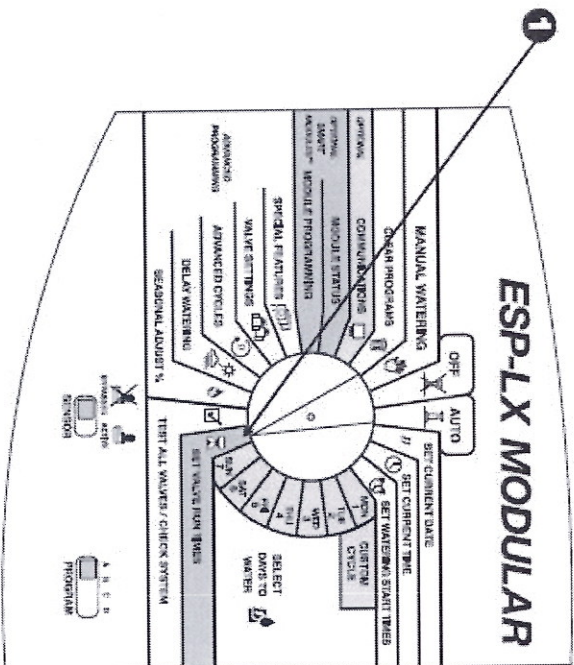 1
ESP-LX MODULAR
OFF
AUTO
MANUAL WATERING
CLEAR PROGRAMS
OPTIONAL
COMMUNICATIONS
OPTIONAL
SMART
MODULES™
MODULE STATUS
MODULE PROGRAMMING
ADVANCED
PROGRAMMING
SPECIAL FEATURES
VALVE SETTINGS
ADVANCED CYCLES
DELAY WATERING
SEASONAL ADJUST %
SET CURRENT DATE
SET CURRENT TIME
SET WATERING START TIMES
CUSTOM
CYCLE
MON
1
TUE
2
WED
3
THU
4
FRI
5
SAT
6
SUN
7
SELECT
DAYS TO
WATER
SET VALVE RUN TIMES
TEST ALL VALVES / CHECK SYSTEM
BYPASS
ACTIVE
SENSOR
A B C D
PROGRAM